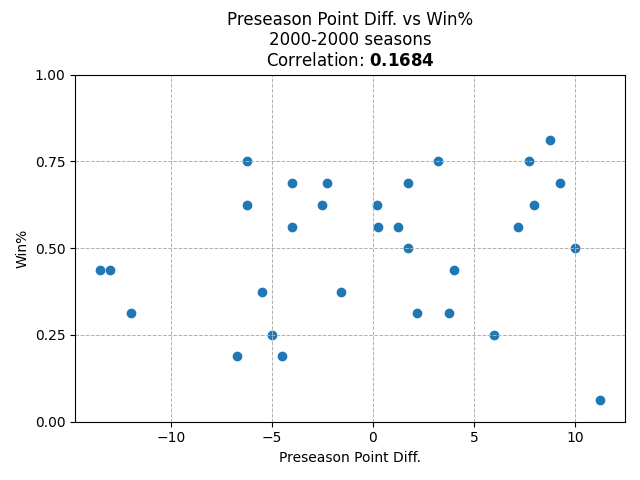 Preseason Point Diff. vs Win%
2000-2000 seasons
Correlation: 0.1684
1.00
0.75
0.50
0.25
0.00
Win%
−10
−5
0
5
10
Preseason Point Diff.